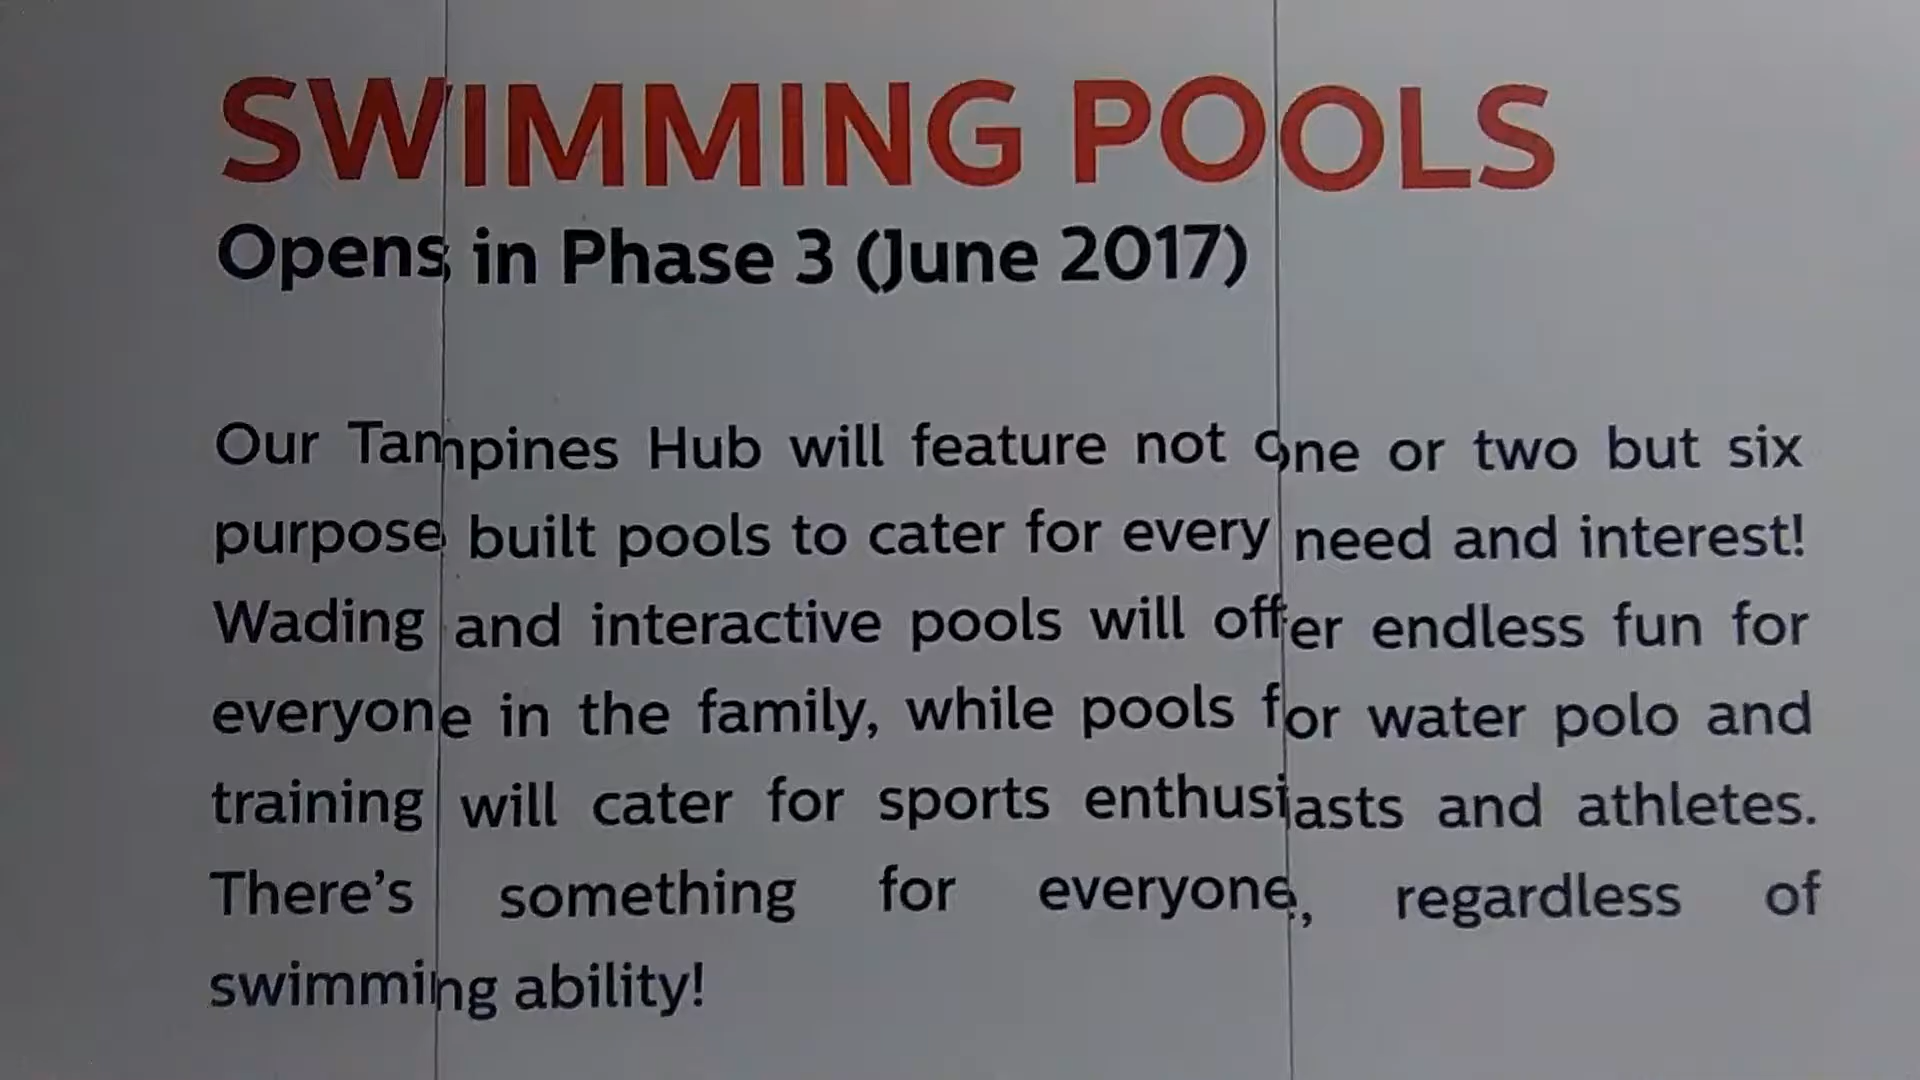 SWIMMING POOLS
Opens in Phase 3 (June 2017)
Our Tampines Hub will feature not one or two but six
purpose built pools to cater for every need and interest!
Wading and interactive pools will offer endless fun for
everyone in the family, while pools for water polo and
training will cater for sports enthusiasts and athletes.
There’s something for everyone, regardless of
swimming ability!